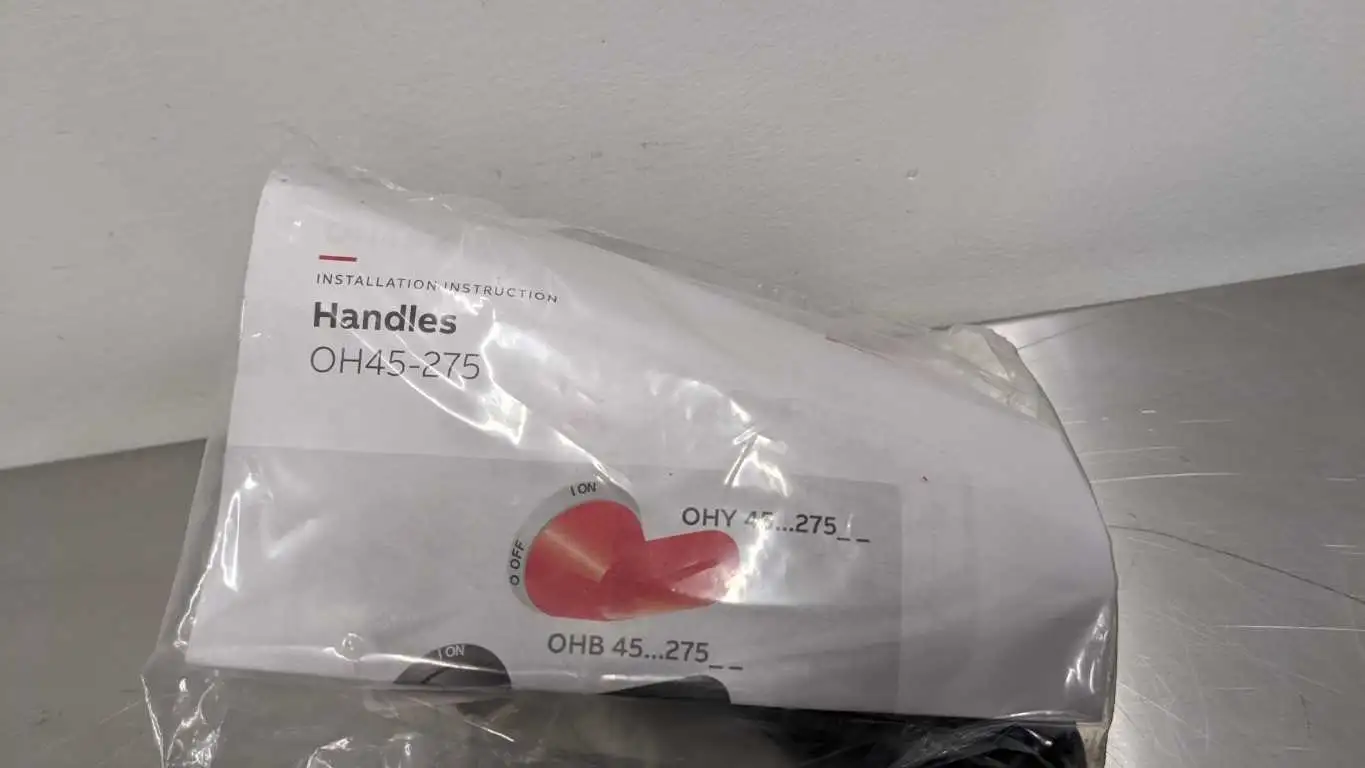 INSTALLATION INSTRUCTION
Handles
OH45-275
I ON
O OFF
OHY 45...275_ _
OHB 45...275_ _
I ON